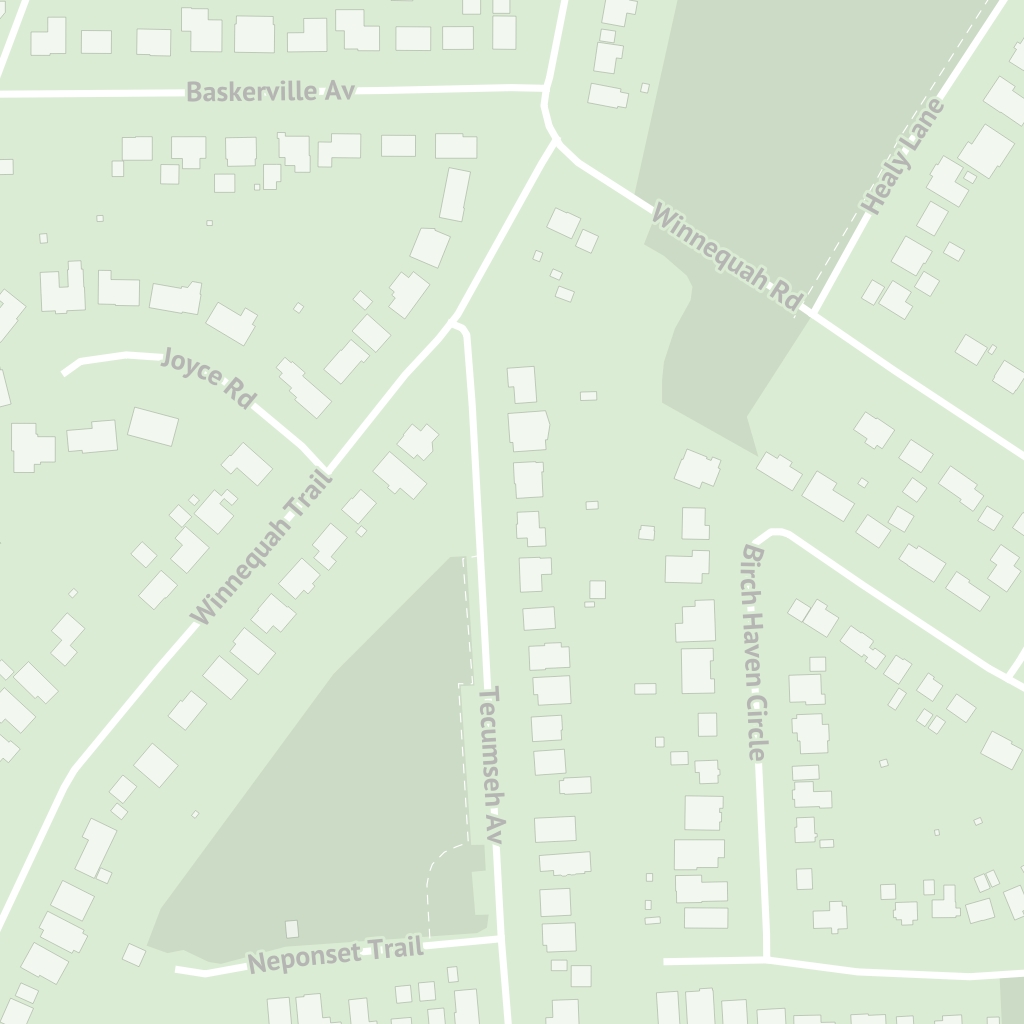 Baskerville Av
Healy Lane
Winnequah Rd
Joyce Rd
Winnequah Trail
Birch Haven Circle
Tecumseh Av
Neponset Trail